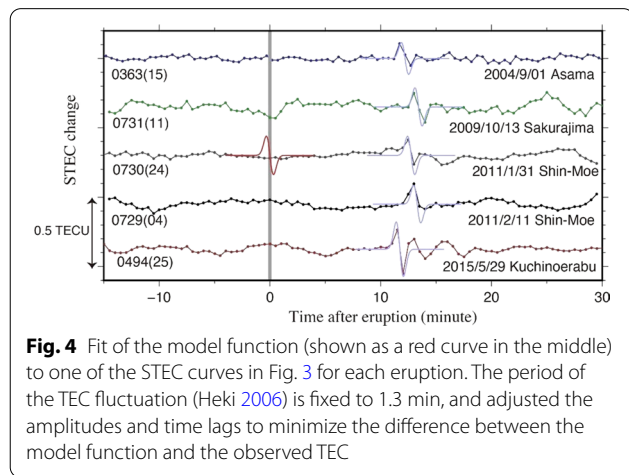 0363(15)
2004/9/01 Asama
0731(11)
2009/10/13 Sakurajima
STEC change
0730(24)
2011/1/31 Shin-Moe
0729(04)
2011/2/11 Shin-Moe
0.5 TECU
0494(25)
2015/5/29 Kuchinoerabu
−10 0 10 20 30
Time after eruption (minute)
Fig. 4 Fit of the model function (shown as a red curve in the middle)
to one of the STEC curves in Fig. 3 for each eruption. The period of
the TEC fluctuation (Heki 2006) is fixed to 1.3 min, and adjusted the
amplitudes and time lags to minimize the difference between the
model function and the observed TEC